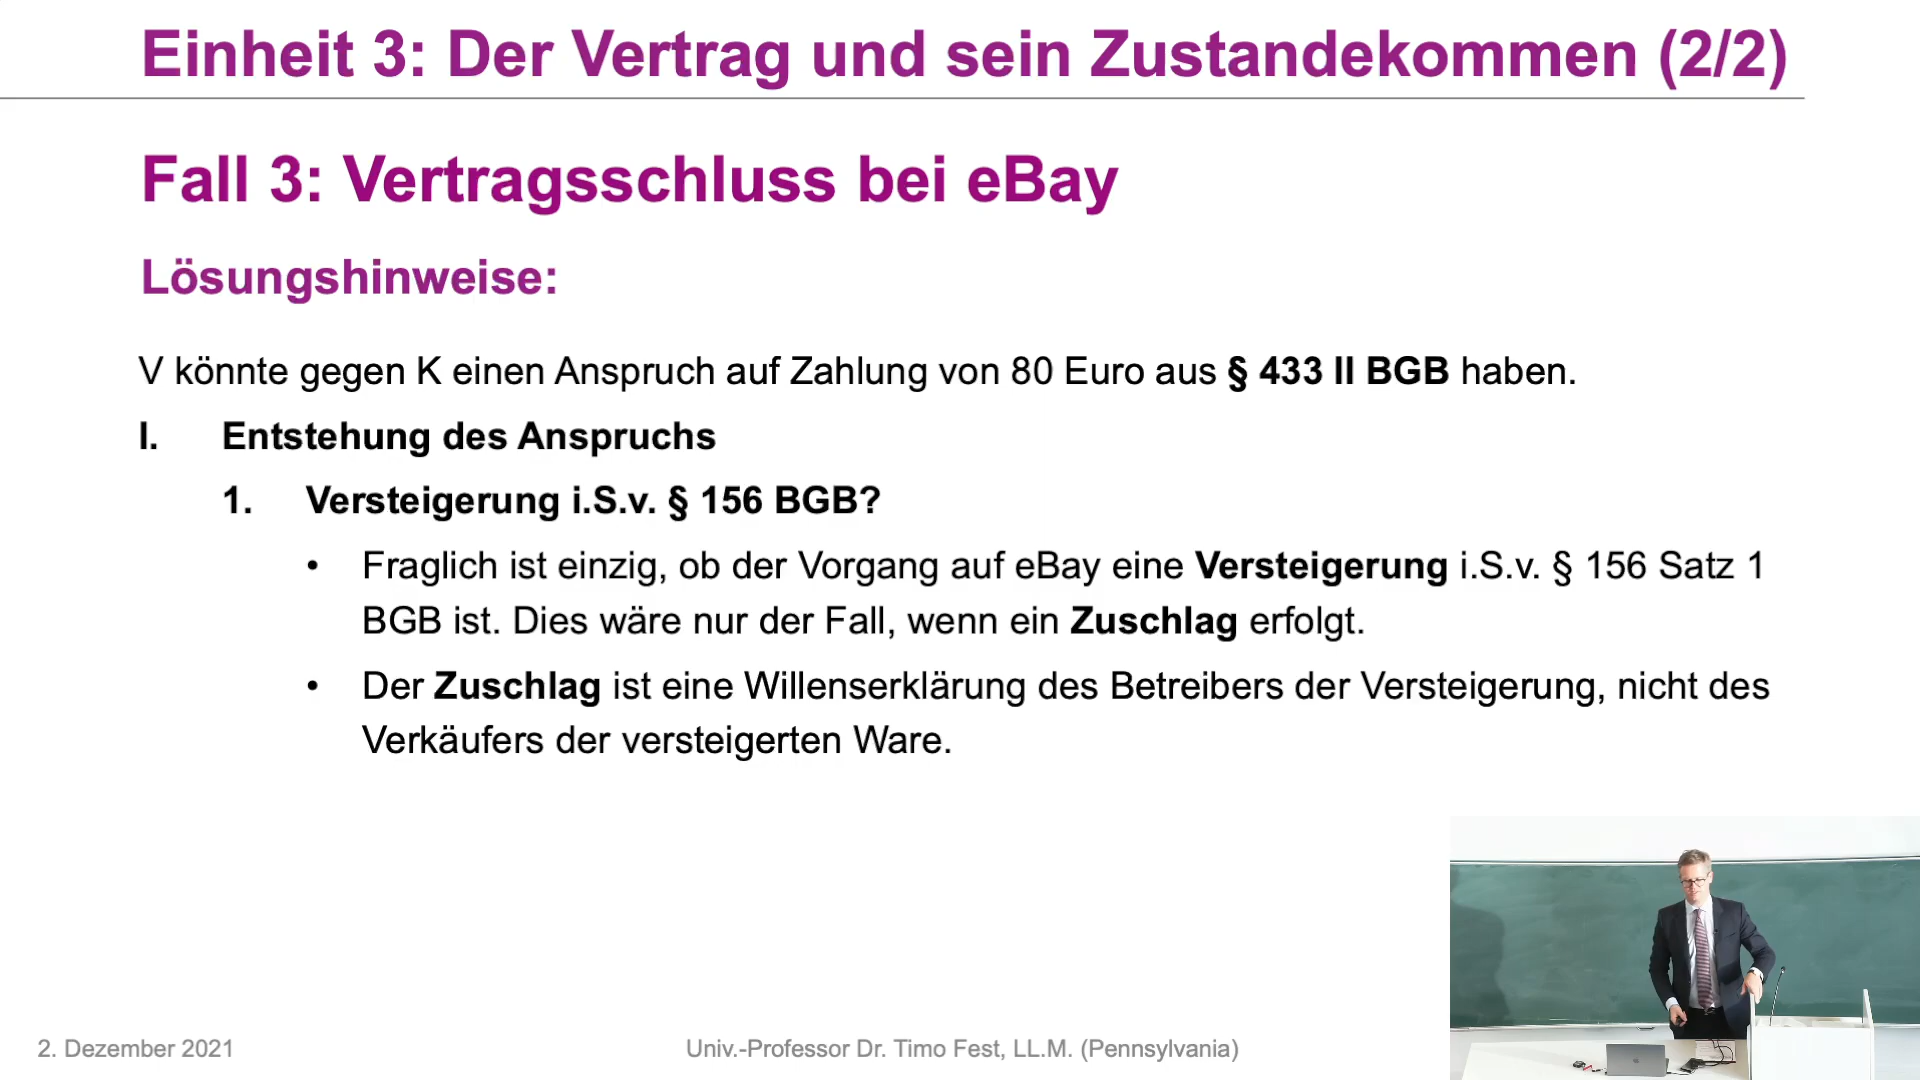 Einheit 3: Der Vertrag und sein Zustandekommen (2/2)
Fall 3: Vertragsschluss bei eBay
Lösungshinweise:
V könnte gegen K einen Anspruch auf Zahlung von 80 Euro aus § 433 II BGB haben.
I. Entstehung des Anspruchs
1. Versteigerung i.S.v. § 156 BGB?
• Fraglich ist einzig, ob der Vorgang auf eBay eine Versteigerung i.S.v. § 156 Satz 1
BGB ist. Dies wäre nur der Fall, wenn ein Zuschlag erfolgt.
• Der Zuschlag ist eine Willenserklärung des Betreibers der Versteigerung, nicht des
Verkäufers der versteigerten Ware.
2. Dezember 2021
Univ.-Professor Dr. Timo Fest, LL.M. (Pennsylvania)